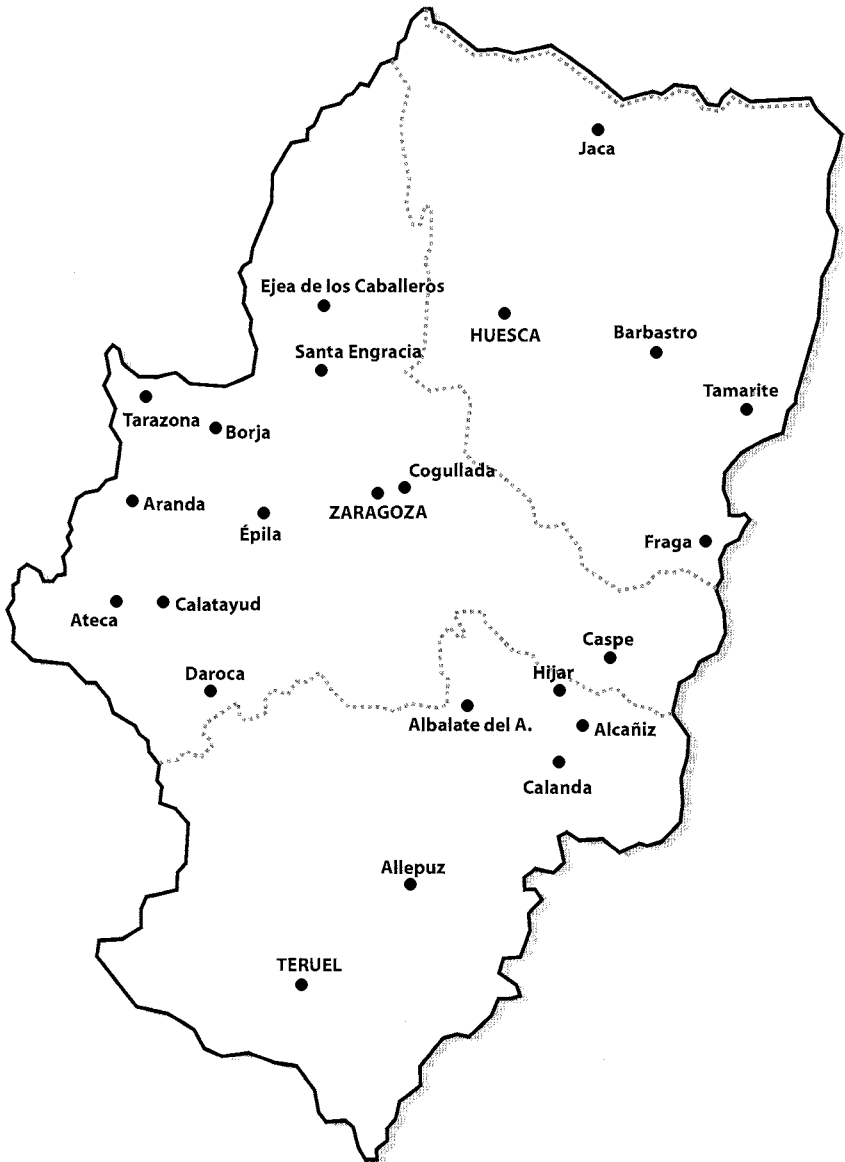 Jaca
Ejea de los Caballeros
HUESCA
Barbastro
Santa Engracia
Tamarite
Tarazona
Borja
Cogullada
Aranda
ZARAGOZA
Épila
Fraga
Ateca
Calatayud
Caspe
Daroca
Hijar
Albalate del A.
Alcañiz
Calanda
Allepuz
TERUEL